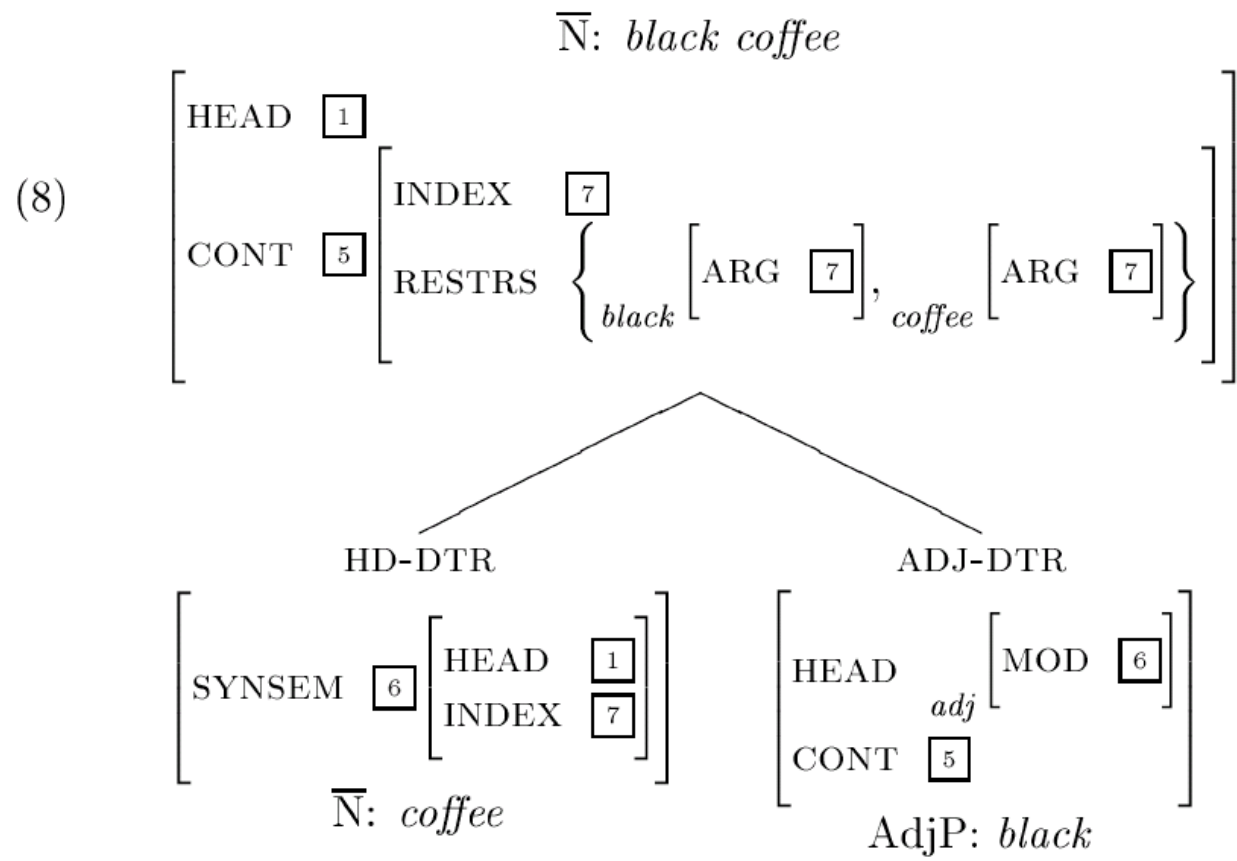 N̅: black coffee
HEAD 1
(8)
INDEX 7
CONT 5
RESTRS { black [ARG 7], coffee [ARG 7] }
HD-DTR ADJ-DTR
SYNSEM 6 [HEAD 1
INDEX 7]
HEAD adj [MOD 6]
CONT 5
N̅: coffee
AdjP: black